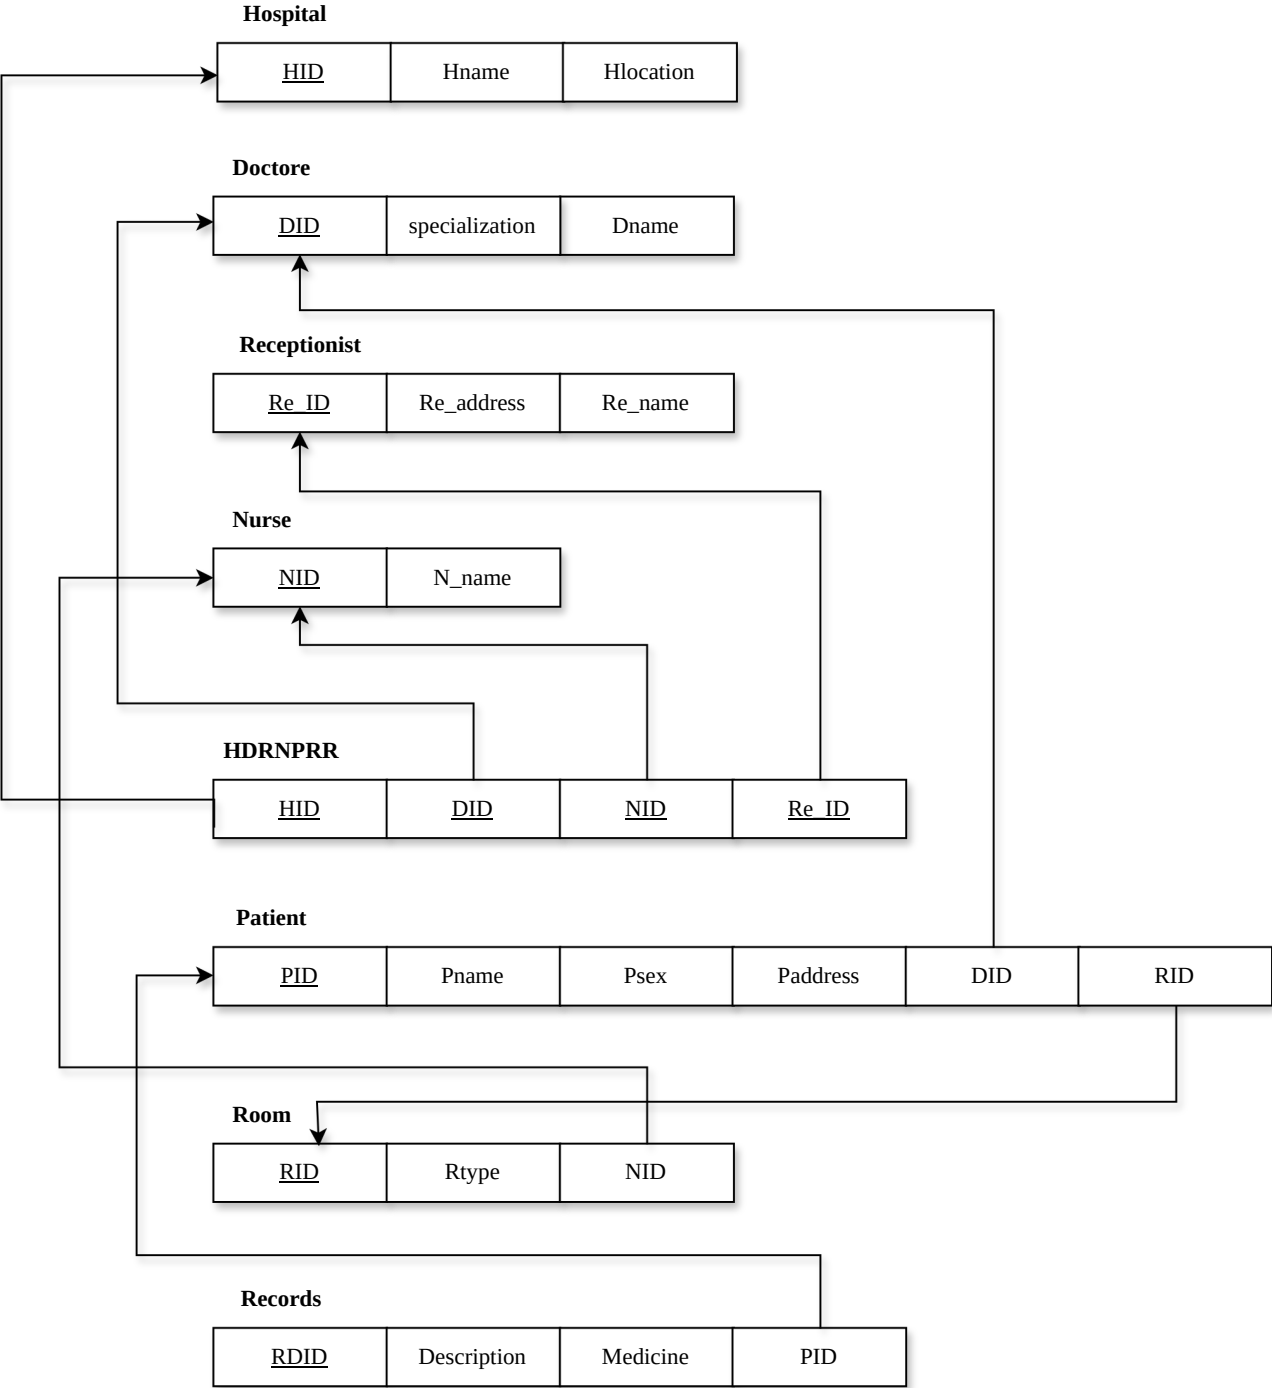 Hospital
HID Hname Hlocation
Doctore
DID specialization Dname
Receptionist
Re_ID Re_address Re_name
Nurse
NID N_name
HDRNPRR
HID DID NID Re_ID
Patient
PID Pname Psex Paddress DID RID
Room
RID Rtype NID
Records
RDID Description Medicine PID